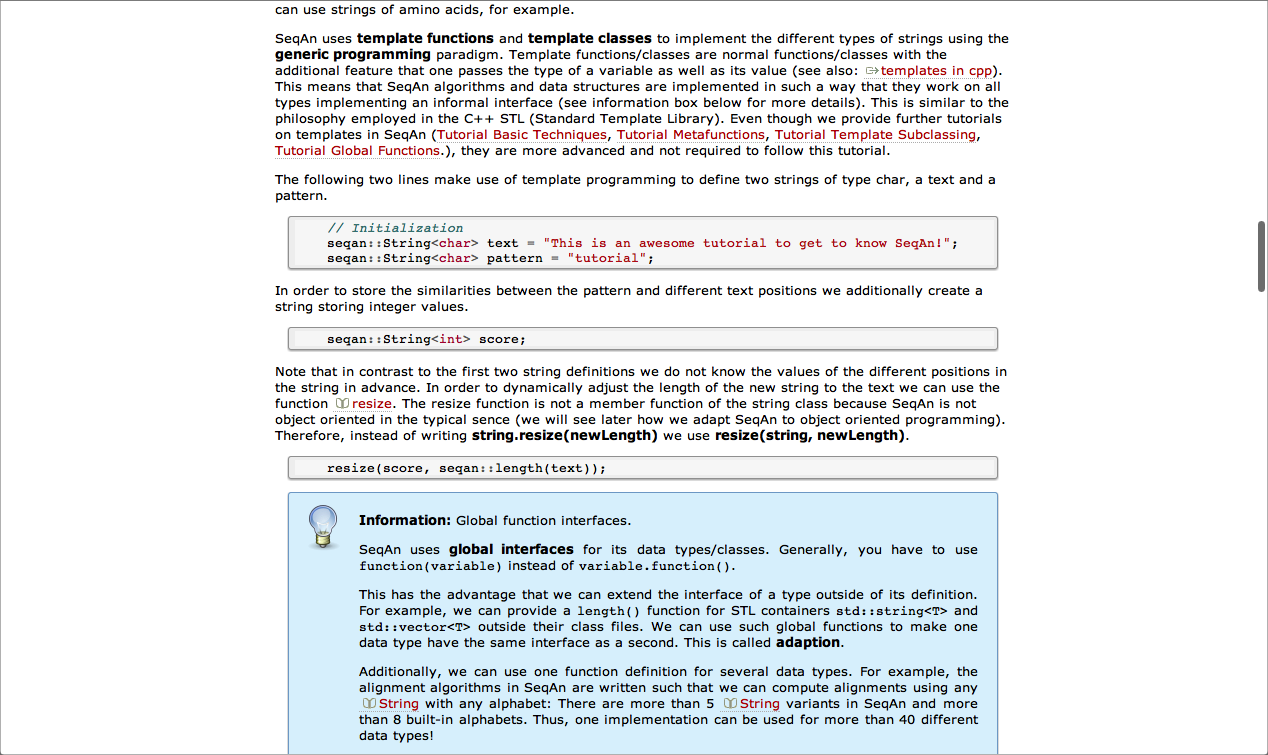 can use strings of amino acids, for example.
SeqAn uses template functions and template classes to implement the different types of strings using the
generic programming paradigm. Template functions/classes are normal functions/classes with the
additional feature that one passes the type of a variable as well as its value (see also: templates in cpp).
This means that SeqAn algorithms and data structures are implemented in such a way that they work on all
types implementing an informal interface (see information box below for more details). This is similar to the
philosophy employed in the C++ STL (Standard Template Library). Even though we provide further tutorials
on templates in SeqAn (Tutorial Basic Techniques, Tutorial Metafunctions, Tutorial Template Subclassing,
Tutorial Global Functions.), they are more advanced and not required to follow this tutorial.
The following two lines make use of template programming to define two strings of type char, a text and a
pattern.
// Initialization
seqan::String<char> text = "This is an awesome tutorial to get to know SeqAn!";
seqan::String<char> pattern = "tutorial";
In order to store the similarities between the pattern and different text positions we additionally create a
string storing integer values.
seqan::String<int> score;
Note that in contrast to the first two string definitions we do not know the values of the different positions in
the string in advance. In order to dynamically adjust the length of the new string to the text we can use the
function resize. The resize function is not a member function of the string class because SeqAn is not
object oriented in the typical sence (we will see later how we adapt SeqAn to object oriented programming).
Therefore, instead of writing string.resize(newLength) we use resize(string, newLength).
resize(score, seqan::length(text));
Information: Global function interfaces.
SeqAn uses global interfaces for its data types/classes. Generally, you have to use
function(variable) instead of variable.function().
This has the advantage that we can extend the interface of a type outside of its definition.
For example, we can provide a length() function for STL containers std::string<T> and
std::vector<T> outside their class files. We can use such global functions to make one
data type have the same interface as a second. This is called adaption.
Additionally, we can use one function definition for several data types. For example, the
alignment algorithms in SeqAn are written such that we can compute alignments using any
String with any alphabet: There are more than 5 String variants in SeqAn and more
than 8 built-in alphabets. Thus, one implementation can be used for more than 40 different
data types!